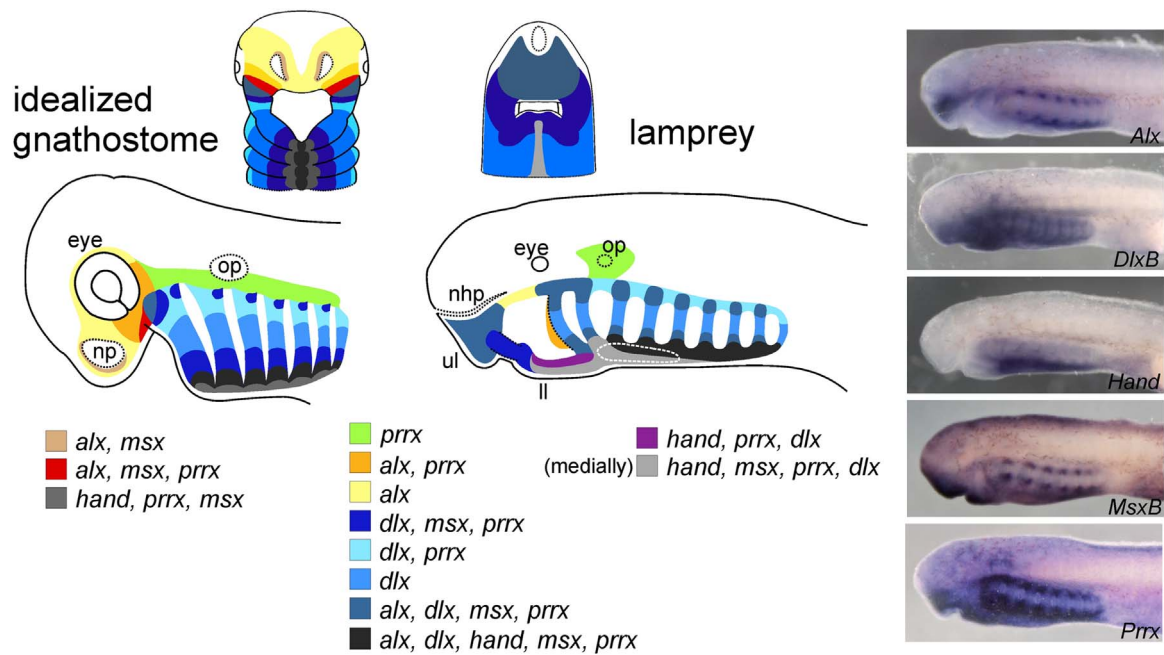 idealized
gnathostome
lamprey
eye
op
np
eye
op
nhp
ul
ll
alx, msx
alx, msx, prrx
hand, prrx, msx
prrx
alx, prrx
alx
dlx, msx, prrx
dlx, prrx
dlx
alx, dlx, msx, prrx
alx, dlx, hand, msx, prrx
hand, prrx, dlx
(medially) hand, msx, prrx, dlx
Alx
DlxB
Hand
MsxB
Prrx